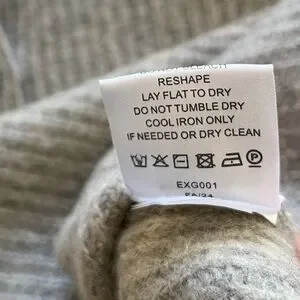 RESHAPE
LAY FLAT TO DRY
DO NOT TUMBLE DRY
COOL IRON ONLY
IF NEEDED OR DRY CLEAN
P
EXG001